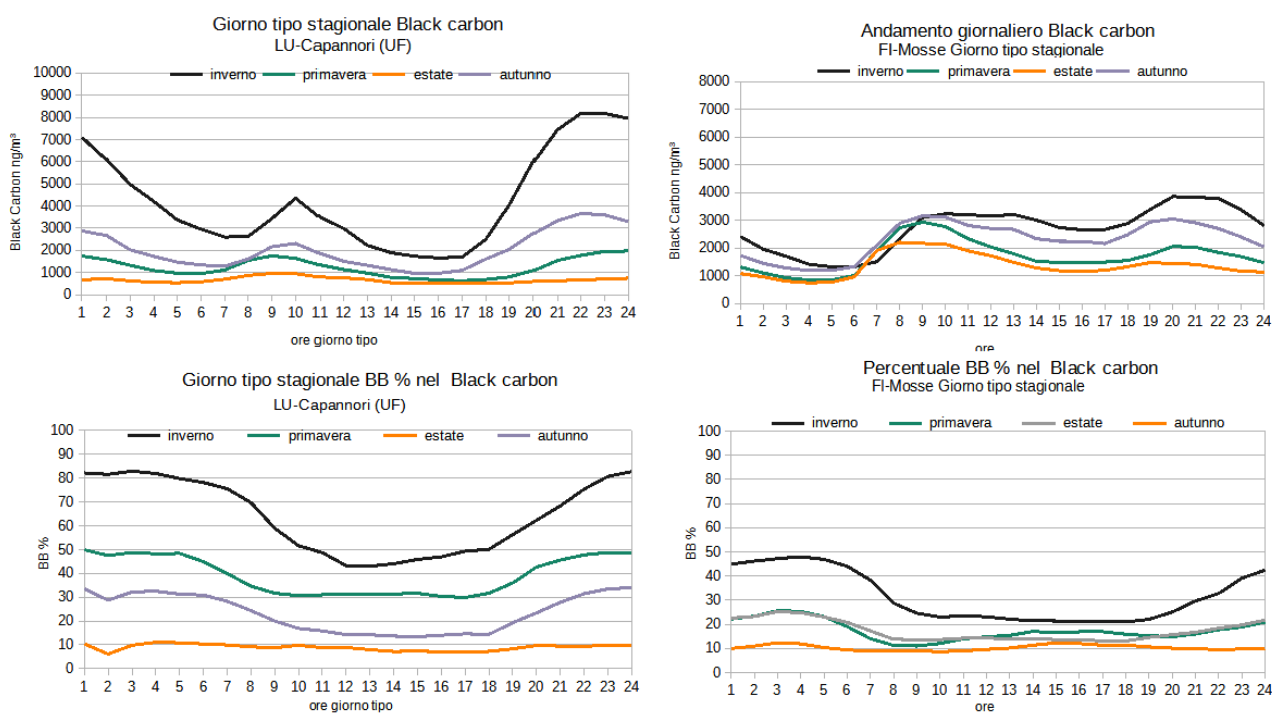 Giorno tipo stagionale Black carbon
LU-Capannori (UF)
inverno primavera estate autunno
10000
9000
8000
7000
6000
5000
4000
3000
2000
1000
0
Black Carbon ng/m³
1 2 3 4 5 6 7 8 9 10 11 12 13 14 15 16 17 18 19 20 21 22 23 24
ore giorno tipo
Andamento giornaliero Black carbon
FI-Mosse Giorno tipo stagionale
inverno primavera estate autunno
8000
7000
6000
5000
4000
3000
2000
1000
0
Black Carbon ng/m³
1 2 3 4 5 6 7 8 9 10 11 12 13 14 15 16 17 18 19 20 21 22 23 24
ore
Giorno tipo stagionale BB % nel Black carbon
LU-Capannori (UF)
inverno primavera estate autunno
100
90
80
70
60
50
40
30
20
10
0
BB %
1 2 3 4 5 6 7 8 9 10 11 12 13 14 15 16 17 18 19 20 21 22 23 24
ore giorno tipo
Percentuale BB % nel Black carbon
FI-Mosse Giorno tipo stagionale
inverno primavera estate autunno
100
90
80
70
60
50
40
30
20
10
0
BB %
1 2 3 4 5 6 7 8 9 10 11 12 13 14 15 16 17 18 19 20 21 22 23 24
ore